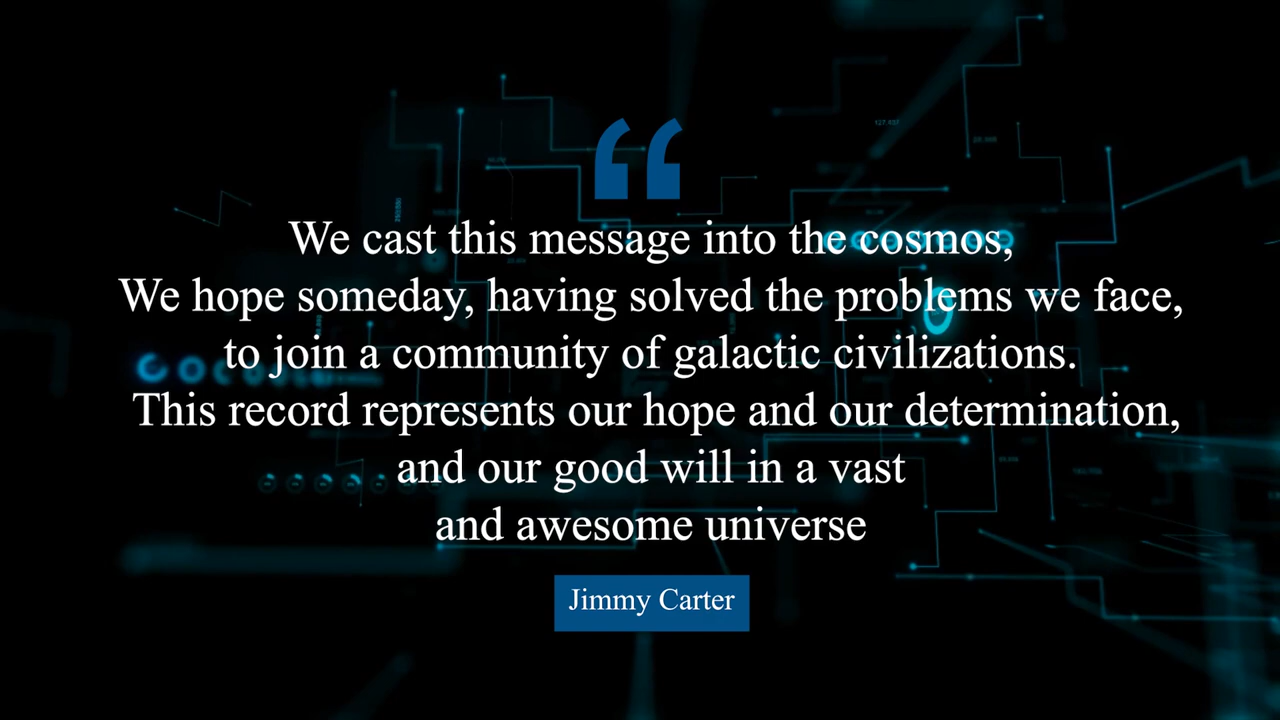 We cast this message into the cosmos,
We hope someday, having solved the problems we face,
to join a community of galactic civilizations.
This record represents our hope and our determination,
and our good will in a vast
and awesome universe
Jimmy Carter